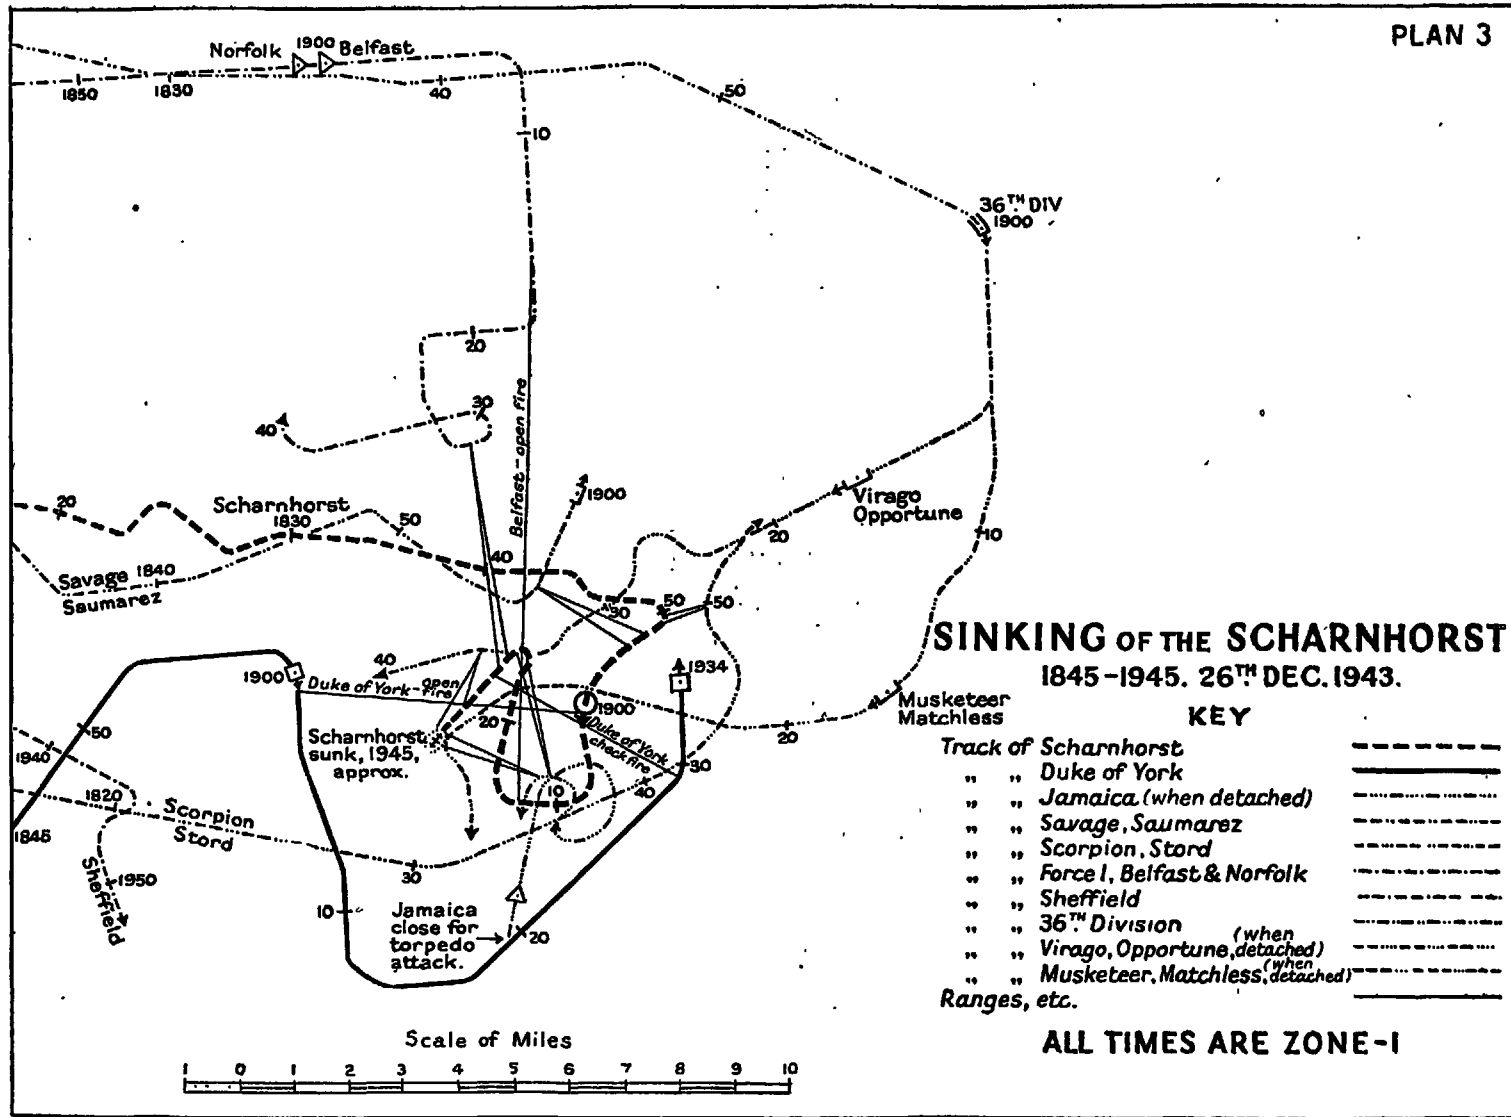 PLAN 3
Norfolk 1900 Belfast
1850
1830
40
50
10
36TH DIV
1900
20
30
40
Belfast-open fire
1900
Virago
Opportune
20
10
20
Scharnhorst
1830
50
40
Savage 1840
Saumarez
30
50
50
40
1900
Duke of York-open fire
1934
1900
Duke of York
check fire
Musketeer
Matchless
20
20
Scharnhorst
sunk, 1945,
approx.
50
1940
1820
Scorpion
Stord
1845
10
30
40
30
Sheffield
1950
10
Jamaica
close for
torpedo
attack.
20
SINKING OF THE SCHARNHORST
1845-1945. 26TH DEC. 1943.
KEY
Track of Scharnhorst
" " Duke of York
" " Jamaica (when detached)
" " Savage, Saumarez
" " Scorpion, Stord
" " Force 1, Belfast & Norfolk
" " Sheffield
" " 36TH Division
" " Virago, Opportune, (when detached)
" " Musketeer, Matchless, (when detached)
Ranges, etc.
ALL TIMES ARE ZONE-1
Scale of Miles
1 0 1 2 3 4 5 6 7 8 9 10